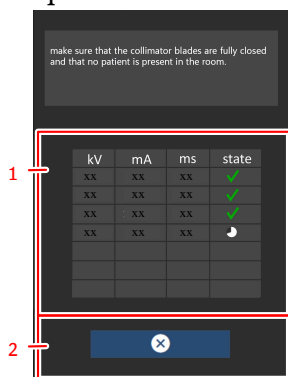 make sure that the collimator blades are fully closed
and that no patient is present in the room.
kV mA ms state
xx xx xx
xx xx xx
xx xx xx
xx xx xx
1
2